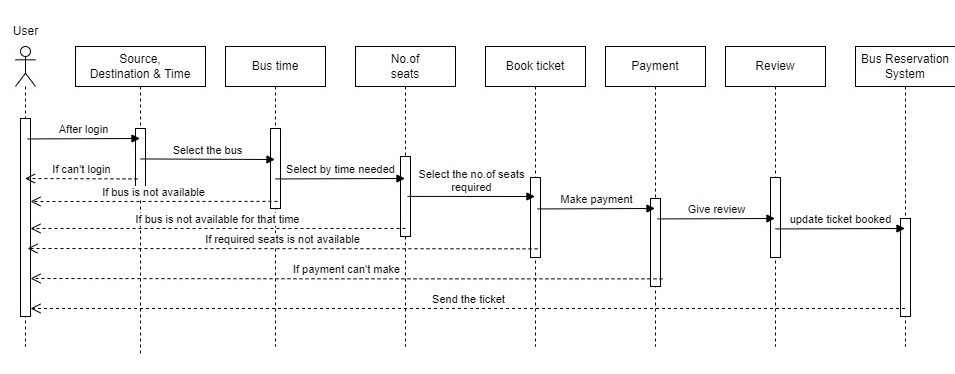 User
Source,
Destination & Time
Bus time
No.of
seats
Book ticket
Payment
Review
Bus Reservation
System
After login
Select the bus
If can't login
Select by time needed
Select the no.of seats
required
If bus is not available
Make payment
Give review
If bus is not available for that time
update ticket booked
If required seats is not available
If payment can't make
Send the ticket